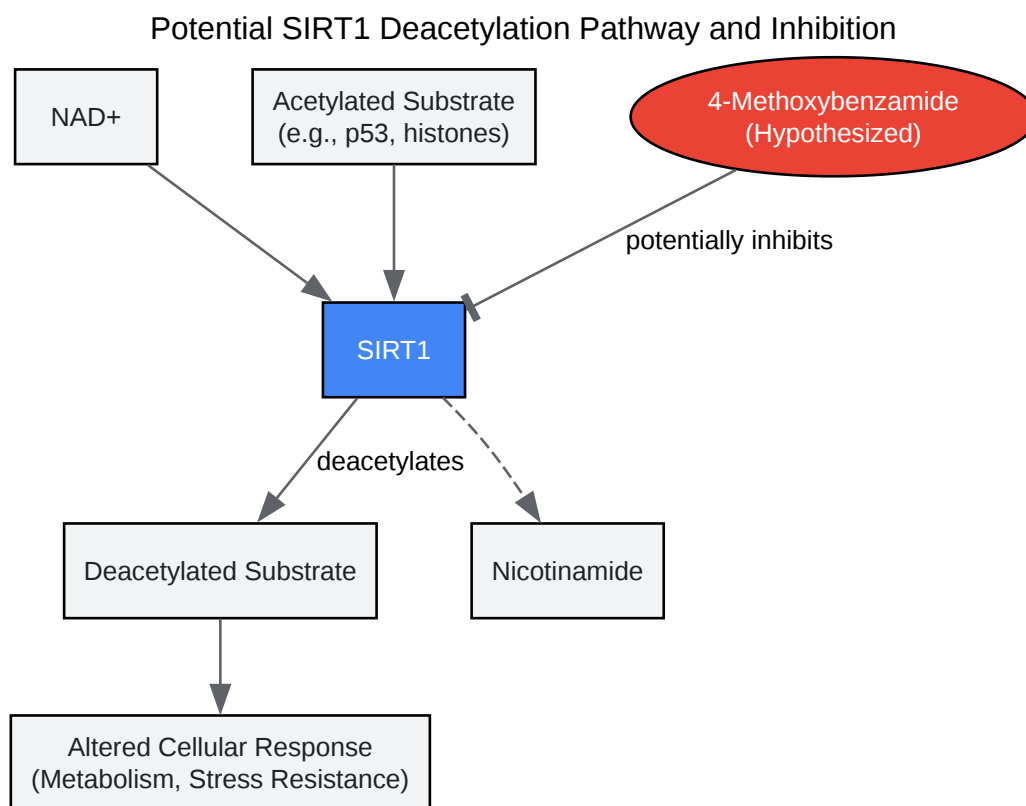 Potential SIRT1 Deacetylation Pathway and Inhibition
NAD+
Acetylated Substrate
(e.g., p53, histones)
4-Methoxybenzamide
(Hypothesized)
potentially inhibits
SIRT1
deacetylates
Deacetylated Substrate
Nicotinamide
Altered Cellular Response
(Metabolism, Stress Resistance)